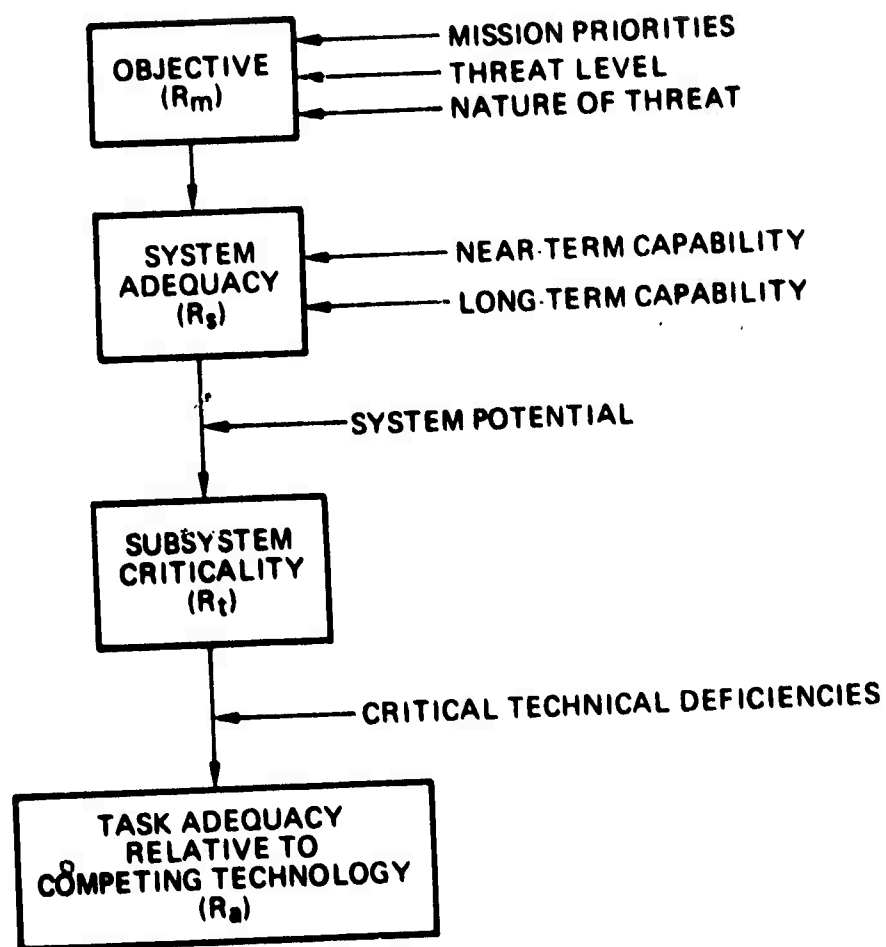 OBJECTIVE
(Rm)
MISSION PRIORITIES
THREAT LEVEL
NATURE OF THREAT
SYSTEM
ADEQUACY
(Rs)
NEAR-TERM CAPABILITY
LONG-TERM CAPABILITY
SYSTEM POTENTIAL
SUBSYSTEM
CRITICALITY
(Rt)
CRITICAL TECHNICAL DEFICIENCIES
TASK ADEQUACY
RELATIVE TO
COMPETING TECHNOLOGY
(Ra)